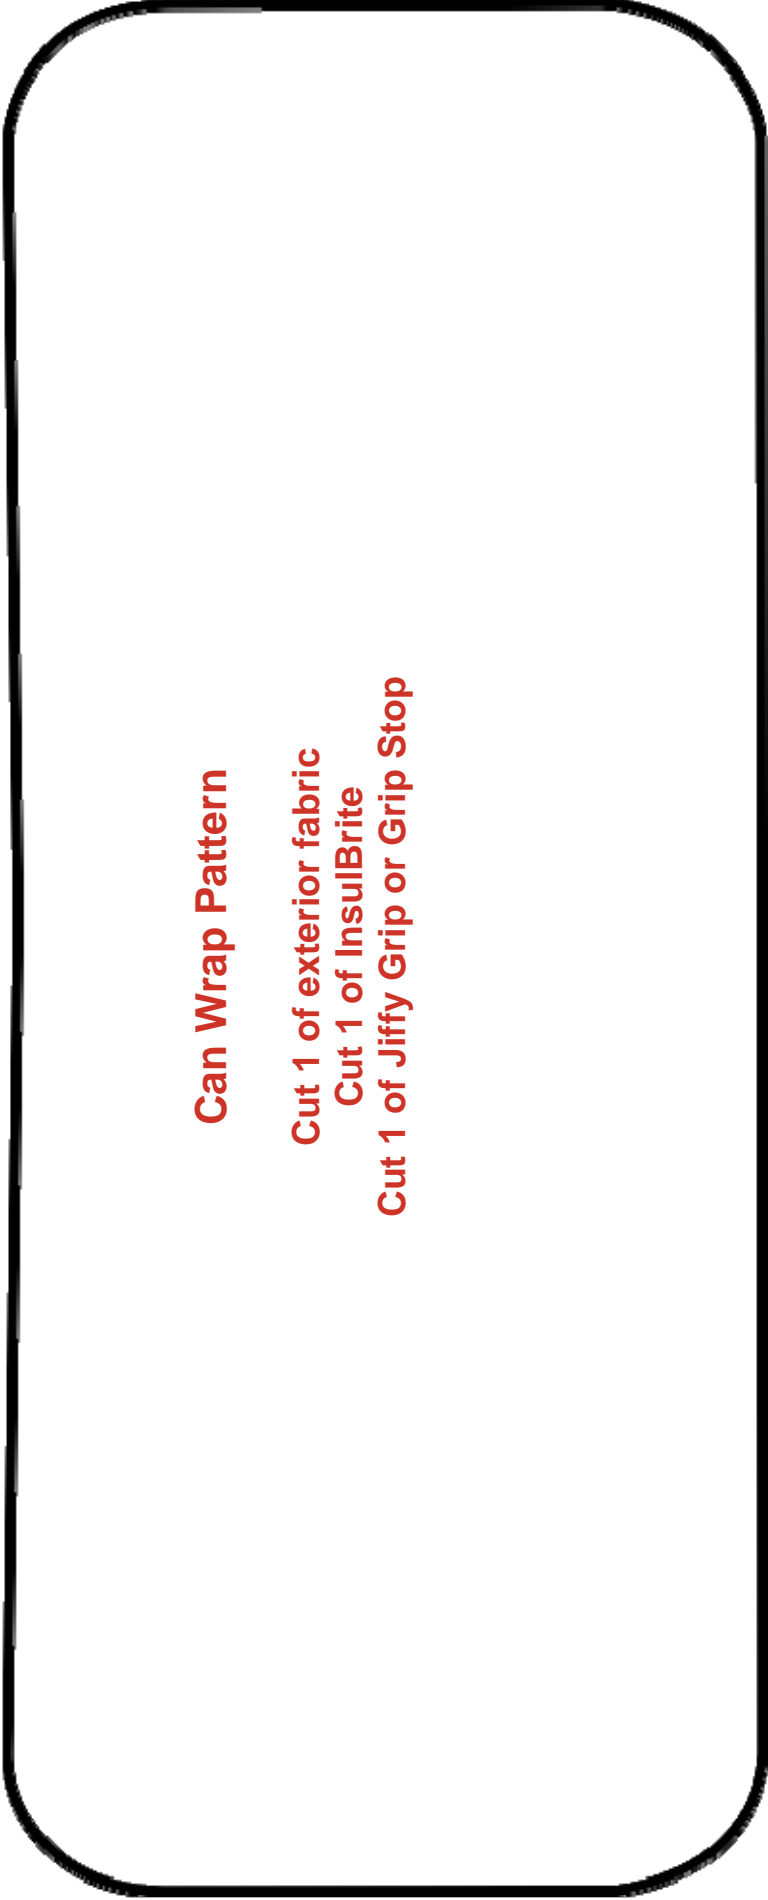 Can Wrap Pattern
Cut 1 of exterior fabric
Cut 1 of InsulBrite
Cut 1 of Jiffy Grip or Grip Stop